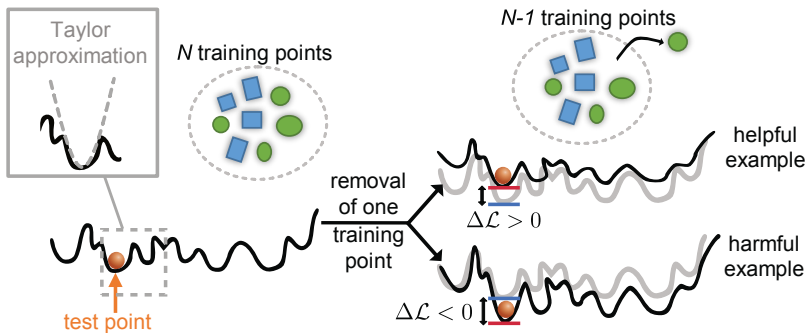 Taylor
approximation
N training points
N-1 training points
removal
of one
training
point
helpful
example
Δℒ > 0
harmful
example
Δℒ < 0
test point